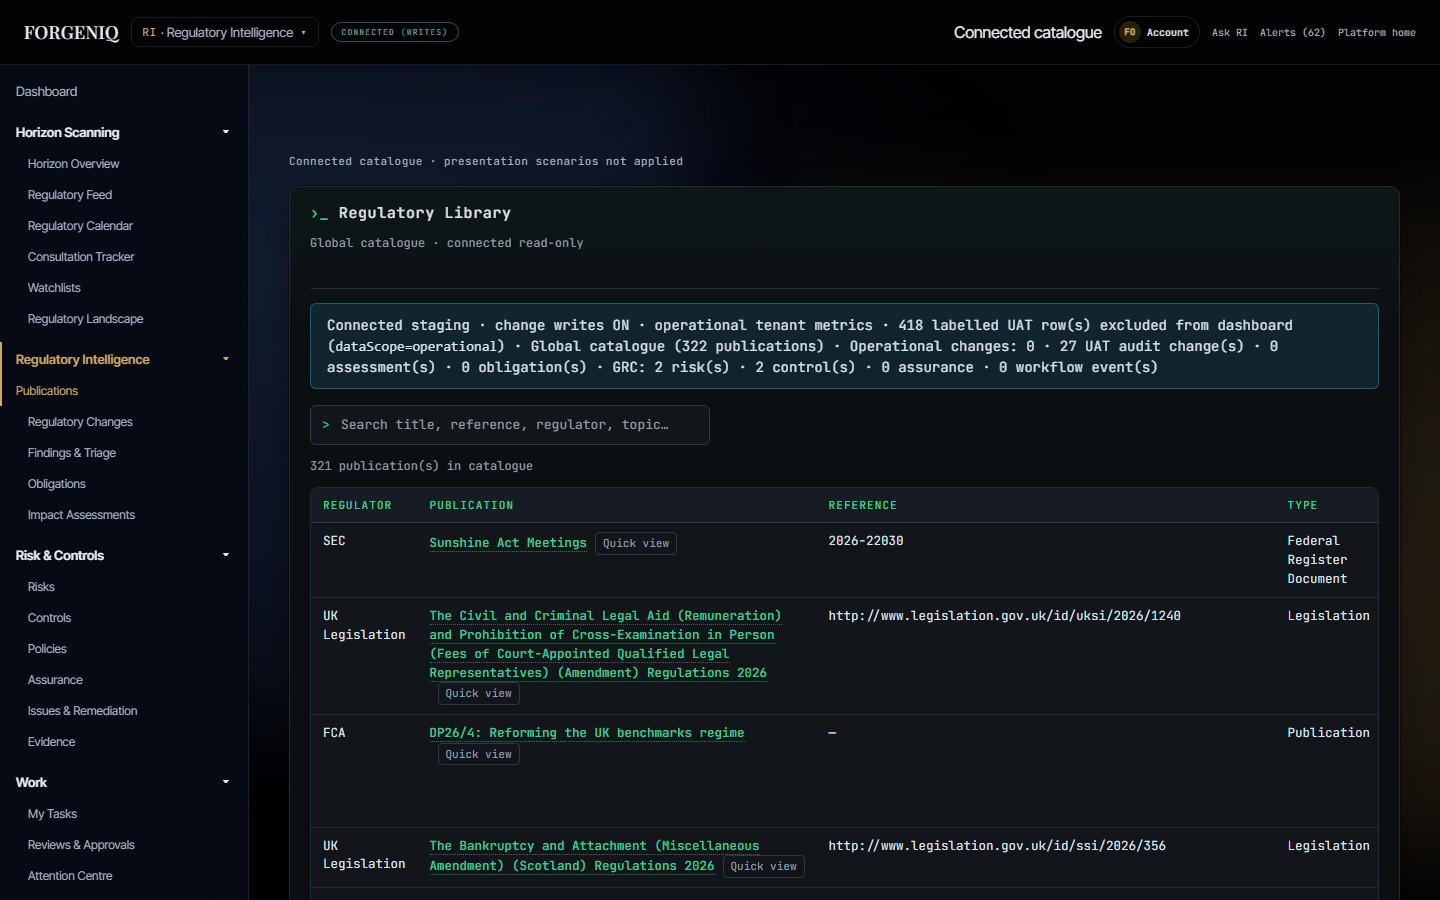 FORGENIQ
RI · Regulatory Intelligence ▾
CONNECTED (WRITES)
Connected catalogue
FO Account
Ask RI
Alerts (62)
Platform home
Dashboard
Horizon Scanning
Horizon Overview
Regulatory Feed
Regulatory Calendar
Consultation Tracker
Watchlists
Regulatory Landscape
Regulatory Intelligence
Publications
Regulatory Changes
Findings & Triage
Obligations
Impact Assessments
Risk & Controls
Risks
Controls
Policies
Assurance
Issues & Remediation
Evidence
Work
My Tasks
Reviews & Approvals
Attention Centre
Connected catalogue · presentation scenarios not applied
›_ Regulatory Library
Global catalogue · connected read-only
Connected staging · change writes ON · operational tenant metrics · 418 labelled UAT row(s) excluded from dashboard
(dataScope=operational) · Global catalogue (322 publications) · Operational changes: 0 · 27 UAT audit change(s) · 0
assessment(s) · 0 obligation(s) · GRC: 2 risk(s) · 2 control(s) · 0 assurance · 0 workflow event(s)
> Search title, reference, regulator, topic…
321 publication(s) in catalogue
REGULATOR PUBLICATION REFERENCE TYPE
SEC
Sunshine Act Meetings Quick view
2026-22030
Federal
Register
Document
UK
Legislation
The Civil and Criminal Legal Aid (Remuneration)
and Prohibition of Cross-Examination in Person
(Fees of Court-Appointed Qualified Legal
Representatives) (Amendment) Regulations 2026
Quick view
http://www.legislation.gov.uk/id/uksi/2026/1240
Legislation
FCA
DP26/4: Reforming the UK benchmarks regime
Quick view
—
Publication
UK
Legislation
The Bankruptcy and Attachment (Miscellaneous
Amendment) (Scotland) Regulations 2026 Quick view
http://www.legislation.gov.uk/id/ssi/2026/356
Legislation